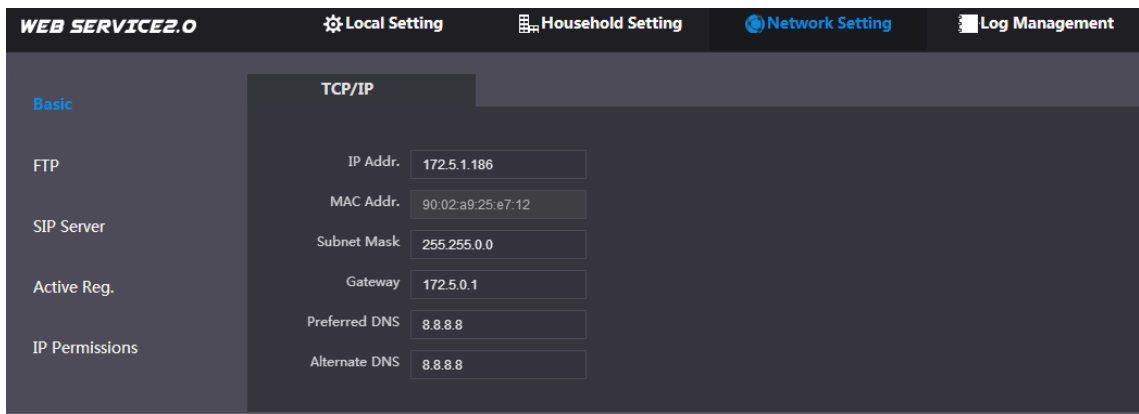 WEB SERVICE2.0 Local Setting Household Setting Network Setting Log Management
Basic
FTP
SIP Server
Active Reg.
IP Permissions
TCP/IP
IP Addr. 172.5.1.186
MAC Addr. 90:02:a9:25:e7:12
Subnet Mask 255.255.0.0
Gateway 172.5.0.1
Preferred DNS 8.8.8.8
Alternate DNS 8.8.8.8